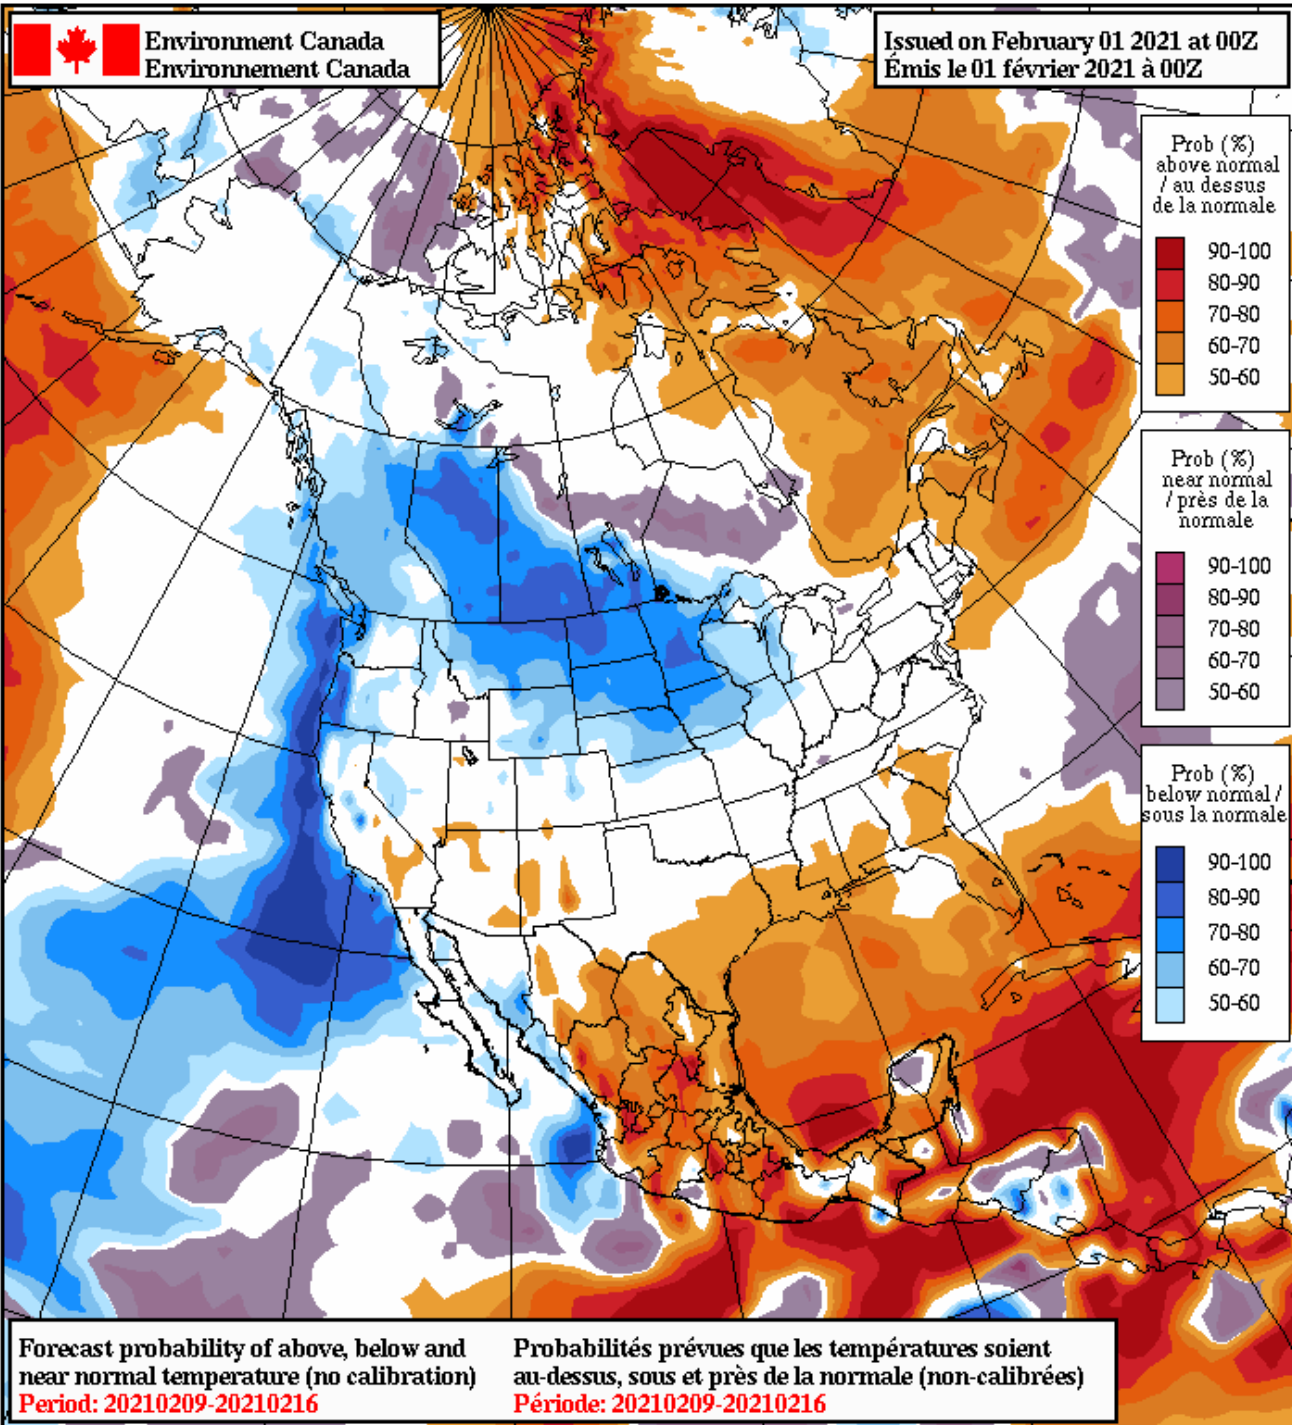 Environment Canada
Environnement Canada
Issued on February 01 2021 at 00Z
Émis le 01 février 2021 à 00Z
Prob (%)
above normal
/ au dessus
de la normale
90-100
80-90
70-80
60-70
50-60
Prob (%)
near normal
/ près de la
normale
90-100
80-90
70-80
60-70
50-60
Prob (%)
below normal /
sous la normale
90-100
80-90
70-80
60-70
50-60
Forecast probability of above, below and
near normal temperature (no calibration)
Period: 20210209-20210216
Probabilités prévues que les températures soient
au-dessus, sous et près de la normale (non-calibrées)
Période: 20210209-20210216